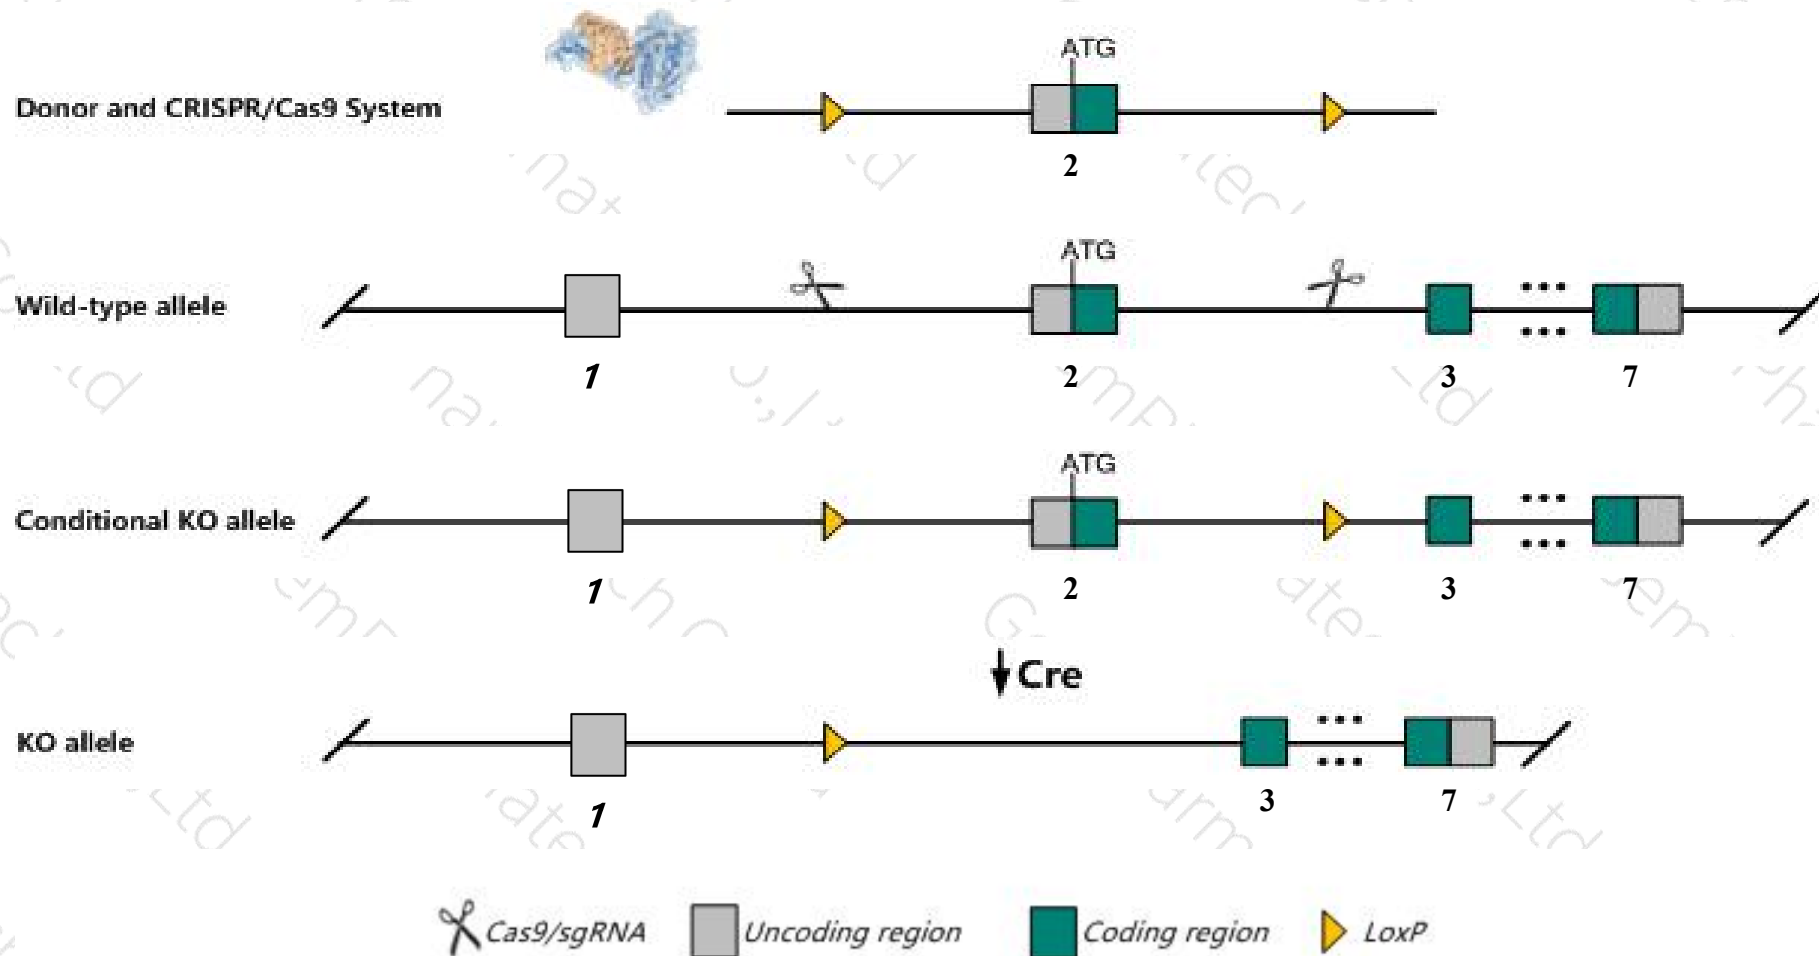 ATG
Donor and CRISPR/Cas9 System
2
ATG
Wild-type allele
1 2 3 7
ATG
Conditional KO allele
1 2 3 7
Cre
KO allele
1 3 7
Cas9/sgRNA Uncoding region Coding region LoxP